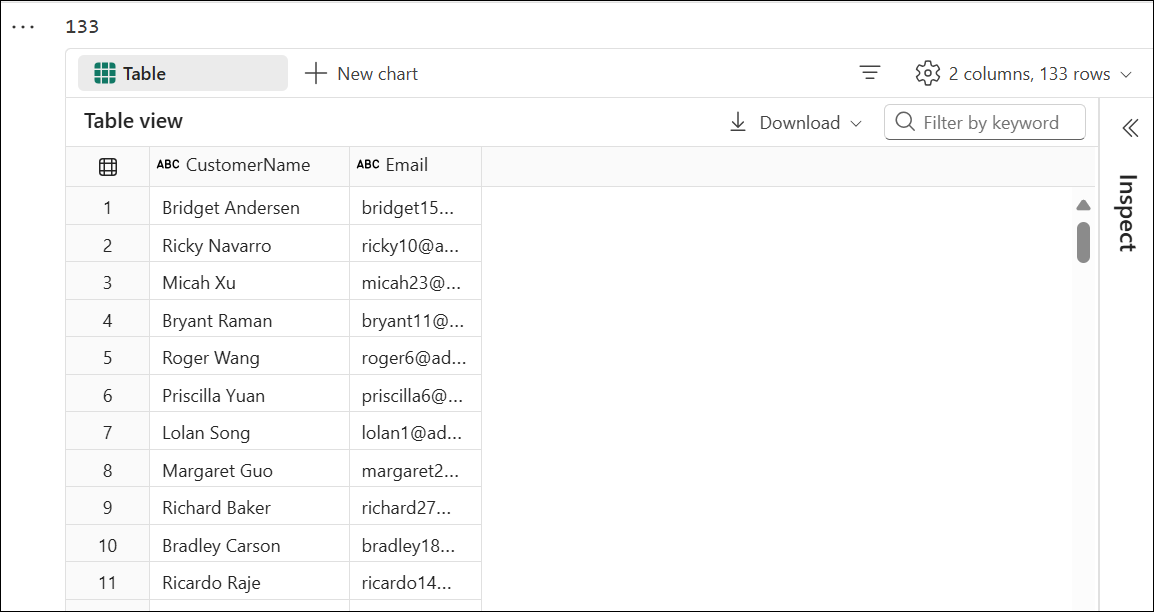 ... 133
Table New chart 2 columns, 133 rows
Table view Download Filter by keyword
ABC CustomerName ABC Email
1 Bridget Andersen bridget15...
2 Ricky Navarro ricky10@a...
3 Micah Xu micah23@...
4 Bryant Raman bryant11@...
5 Roger Wang roger6@ad...
6 Priscilla Yuan priscilla6@...
7 Lolan Song lolan1@ad...
8 Margaret Guo margaret2...
9 Richard Baker richard27...
10 Bradley Carson bradley18...
11 Ricardo Raje ricardo14...
Inspect